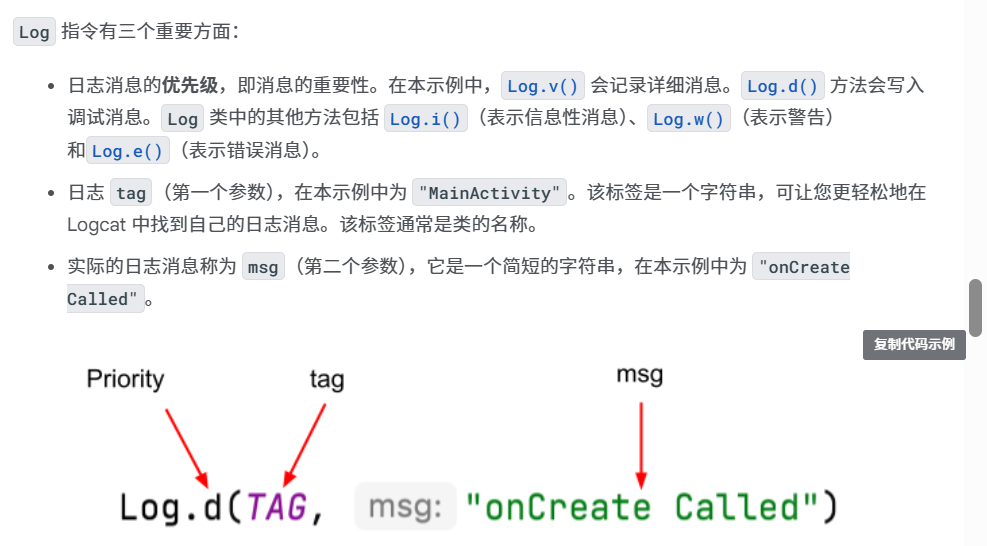 Log 指令有三个重要方面：
• 日志消息的优先级，即消息的重要性。在本示例中，Log.v() 会记录详细消息。Log.d() 方法会写入
调试消息。Log 类中的其他方法包括 Log.i()（表示信息性消息）、Log.w()（表示警告）
和Log.e()（表示错误消息）。
• 日志 tag（第一个参数），在本示例中为 "MainActivity"。该标签是一个字符串，可让您更轻松地在
Logcat 中找到自己的日志消息。该标签通常是类的名称。
• 实际的日志消息称为 msg（第二个参数），它是一个简短的字符串，在本示例中为 "onCreate
Called"。
复制代码示例
Priority tag msg
Log.d(TAG, msg: "onCreate Called")